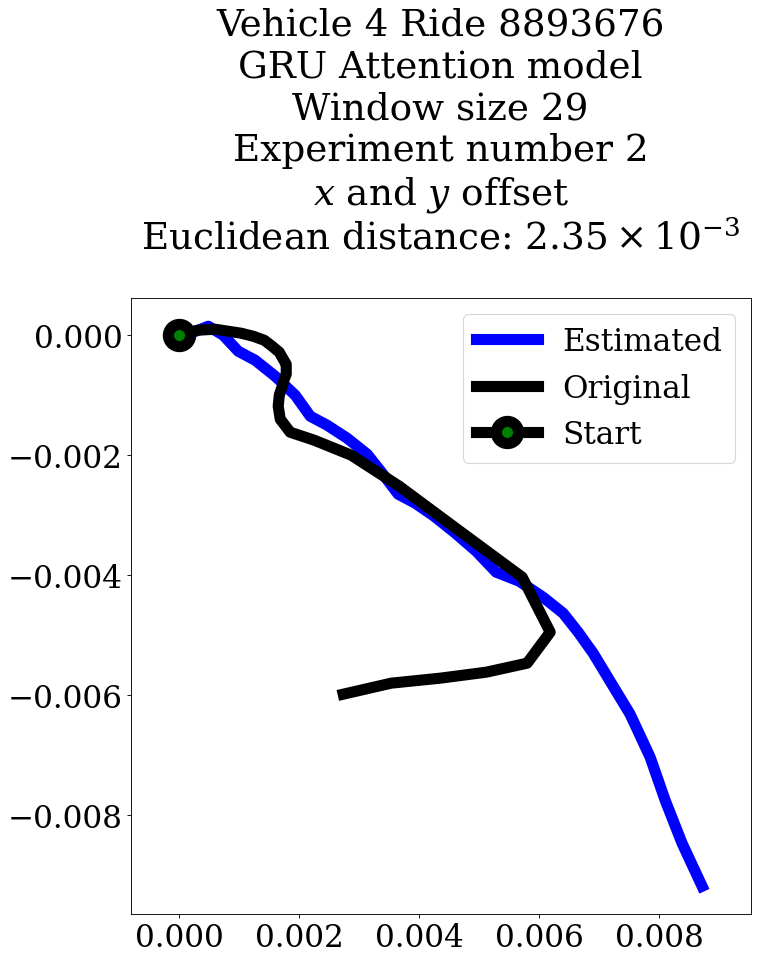 Vehicle 4 Ride 8893676
GRU Attention model
Window size 29
Experiment number 2
x and y offset
Euclidean distance: 2.35 × 10⁻³
Estimated
Original
Start
0.000
−0.002
−0.004
−0.006
−0.008
0.000 0.002 0.004 0.006 0.008